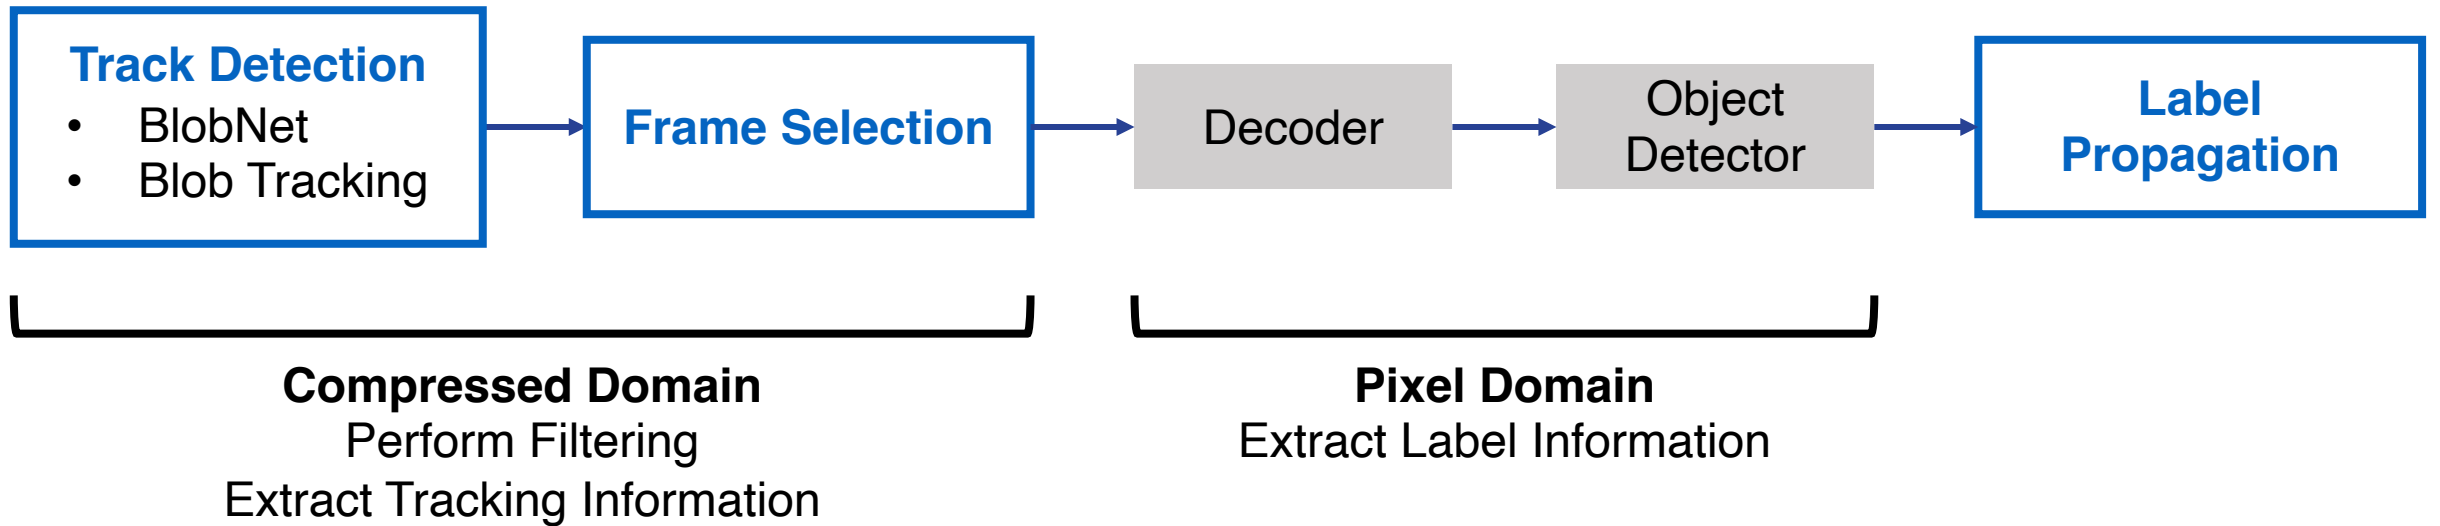 Track Detection
• BlobNet
• Blob Tracking
Frame Selection
Decoder
Object
Detector
Label
Propagation
Compressed Domain
Perform Filtering
Extract Tracking Information
Pixel Domain
Extract Label Information